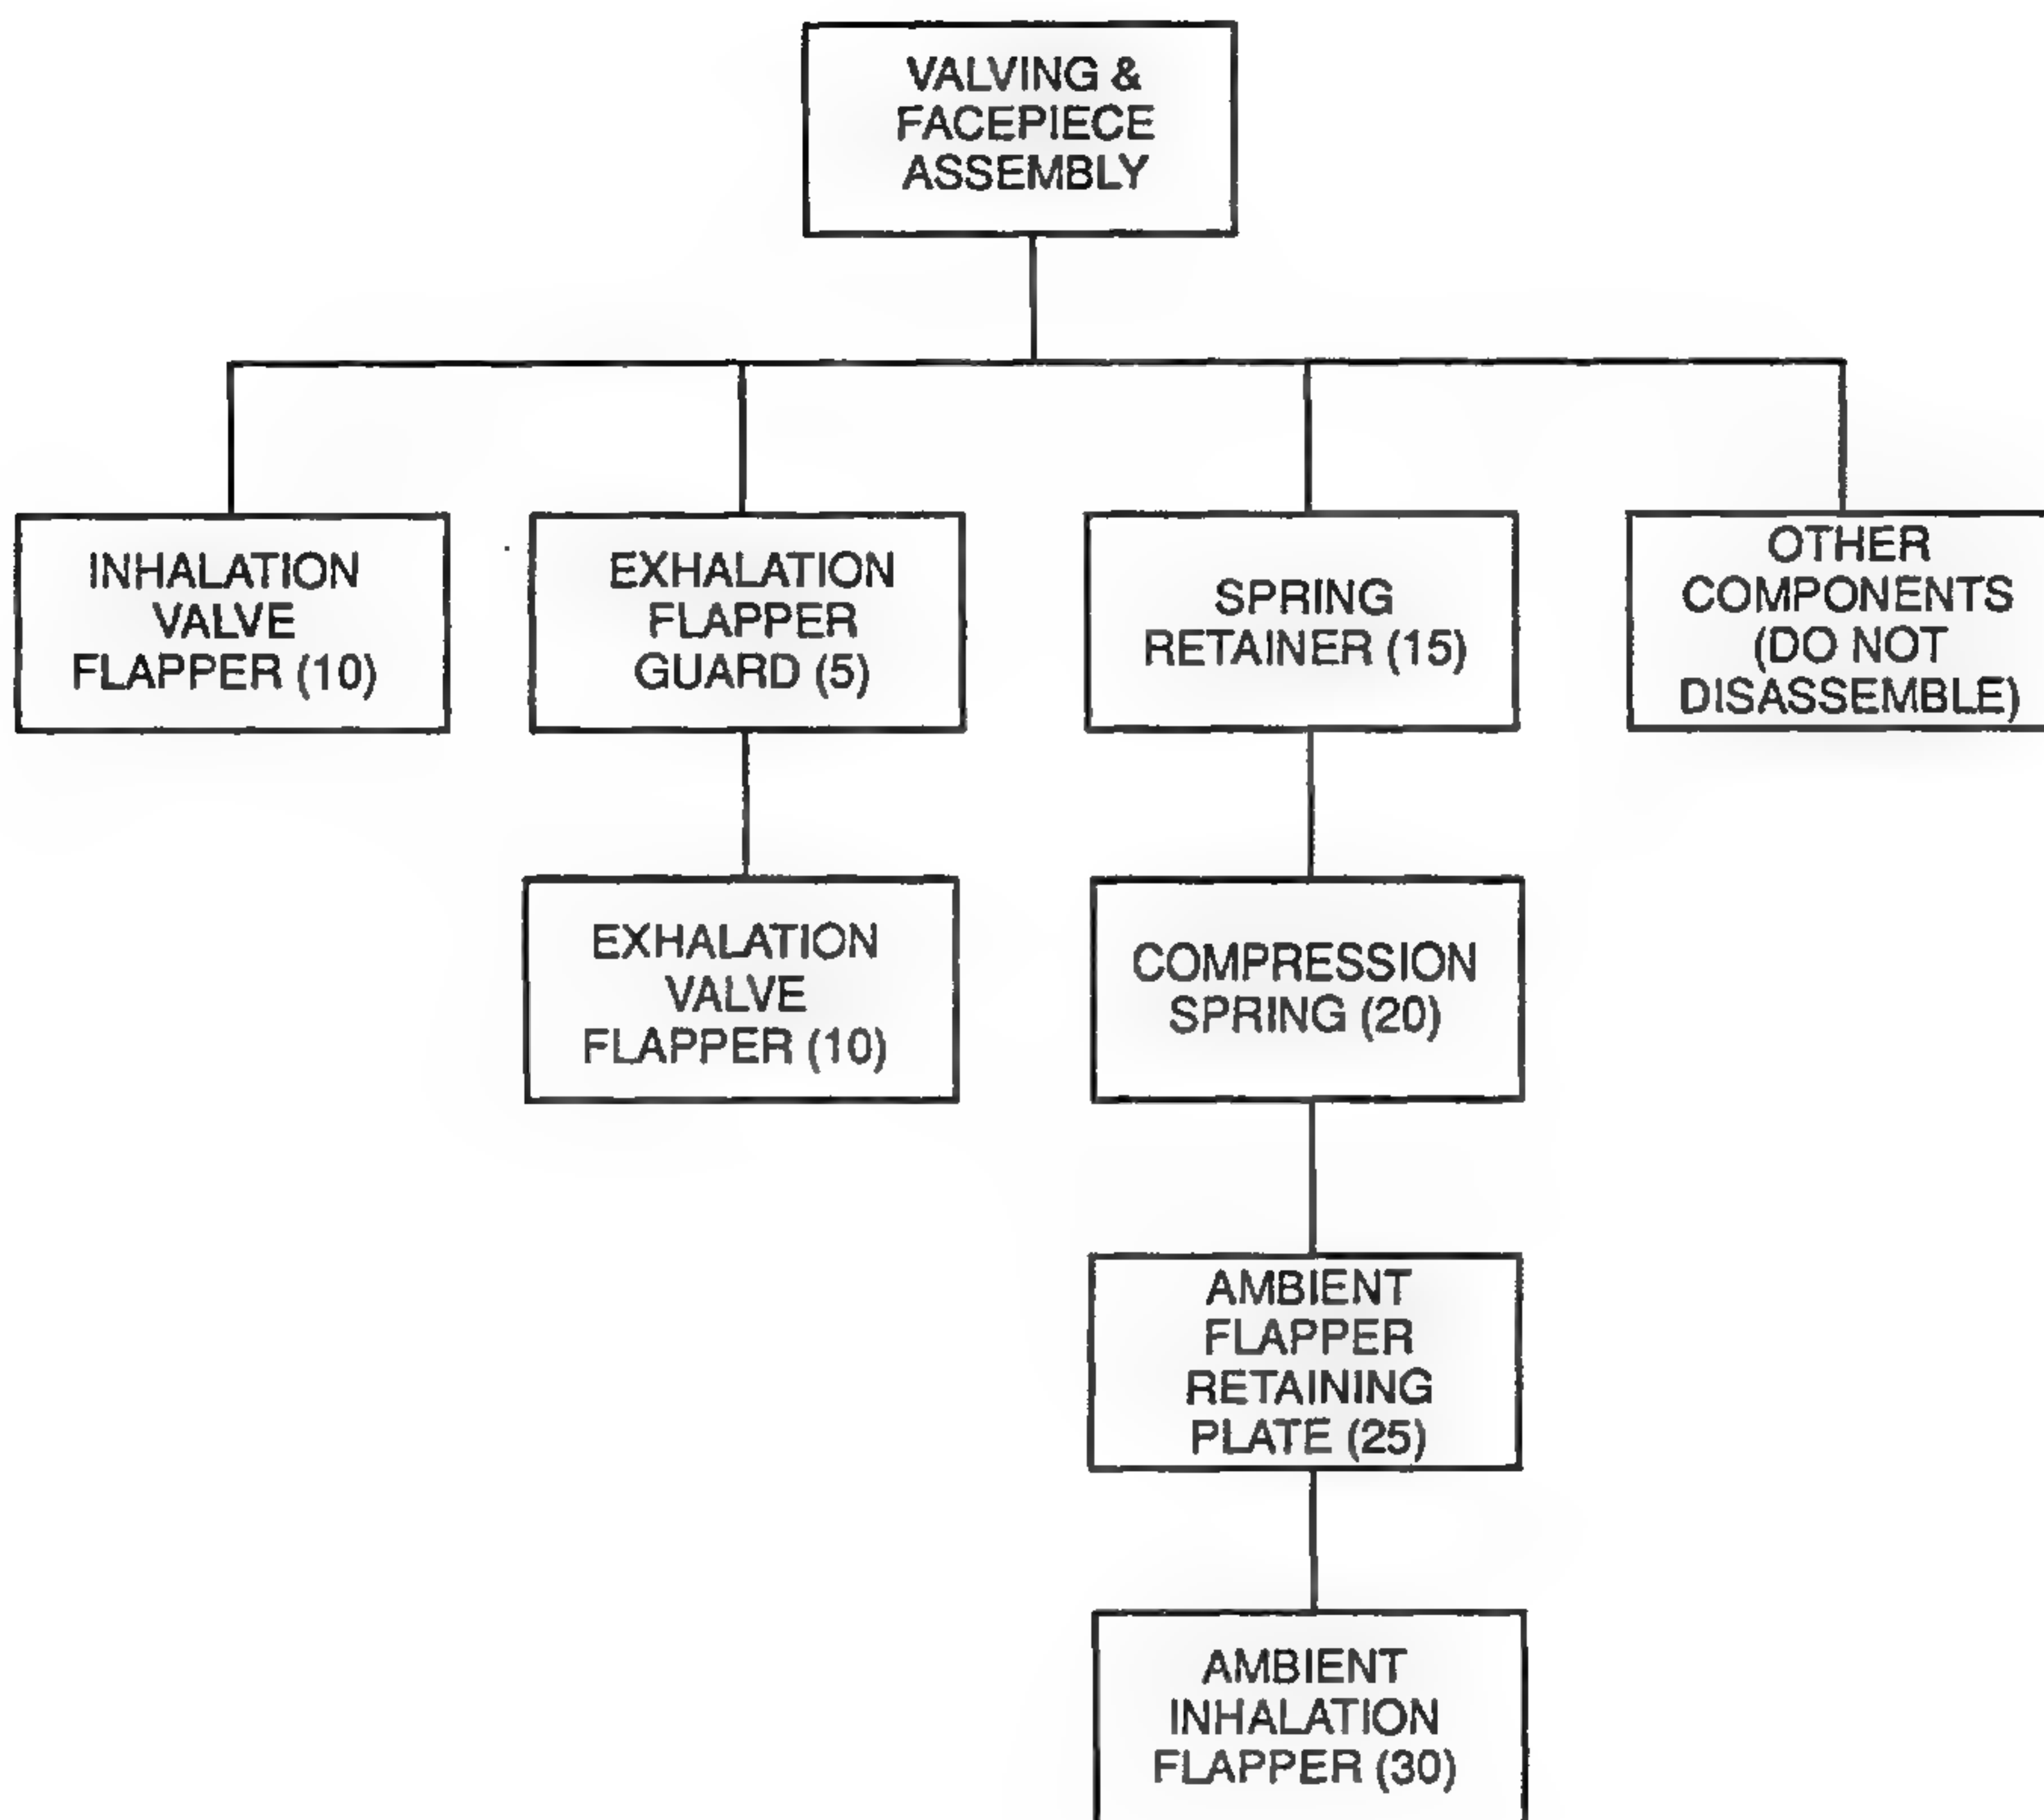 VALVING &
FACEPIECE
ASSEMBLY
INHALATION
VALVE
FLAPPER (10)
EXHALATION
FLAPPER
GUARD (5)
SPRING
RETAINER (15)
OTHER
COMPONENTS
(DO NOT
DISASSEMBLE)
EXHALATION
VALVE
FLAPPER (10)
COMPRESSION
SPRING (20)
AMBIENT
FLAPPER
RETAINING
PLATE (25)
AMBIENT
INHALATION
FLAPPER (30)